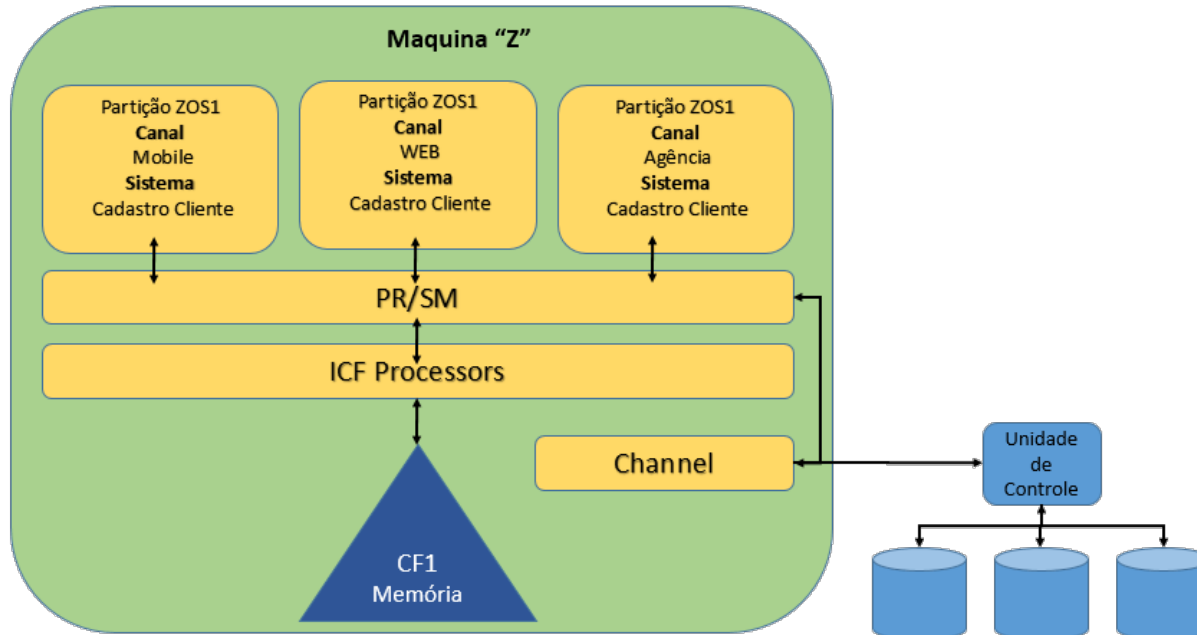 Maquina “Z”
Partição ZOS1
Canal
Mobile
Sistema
Cadastro Cliente
Partição ZOS1
Canal
WEB
Sistema
Cadastro Cliente
Partição ZOS1
Canal
Agência
Sistema
Cadastro Cliente
PR/SM
ICF Processors
Channel
Unidade
de
Controle
CF1
Memória